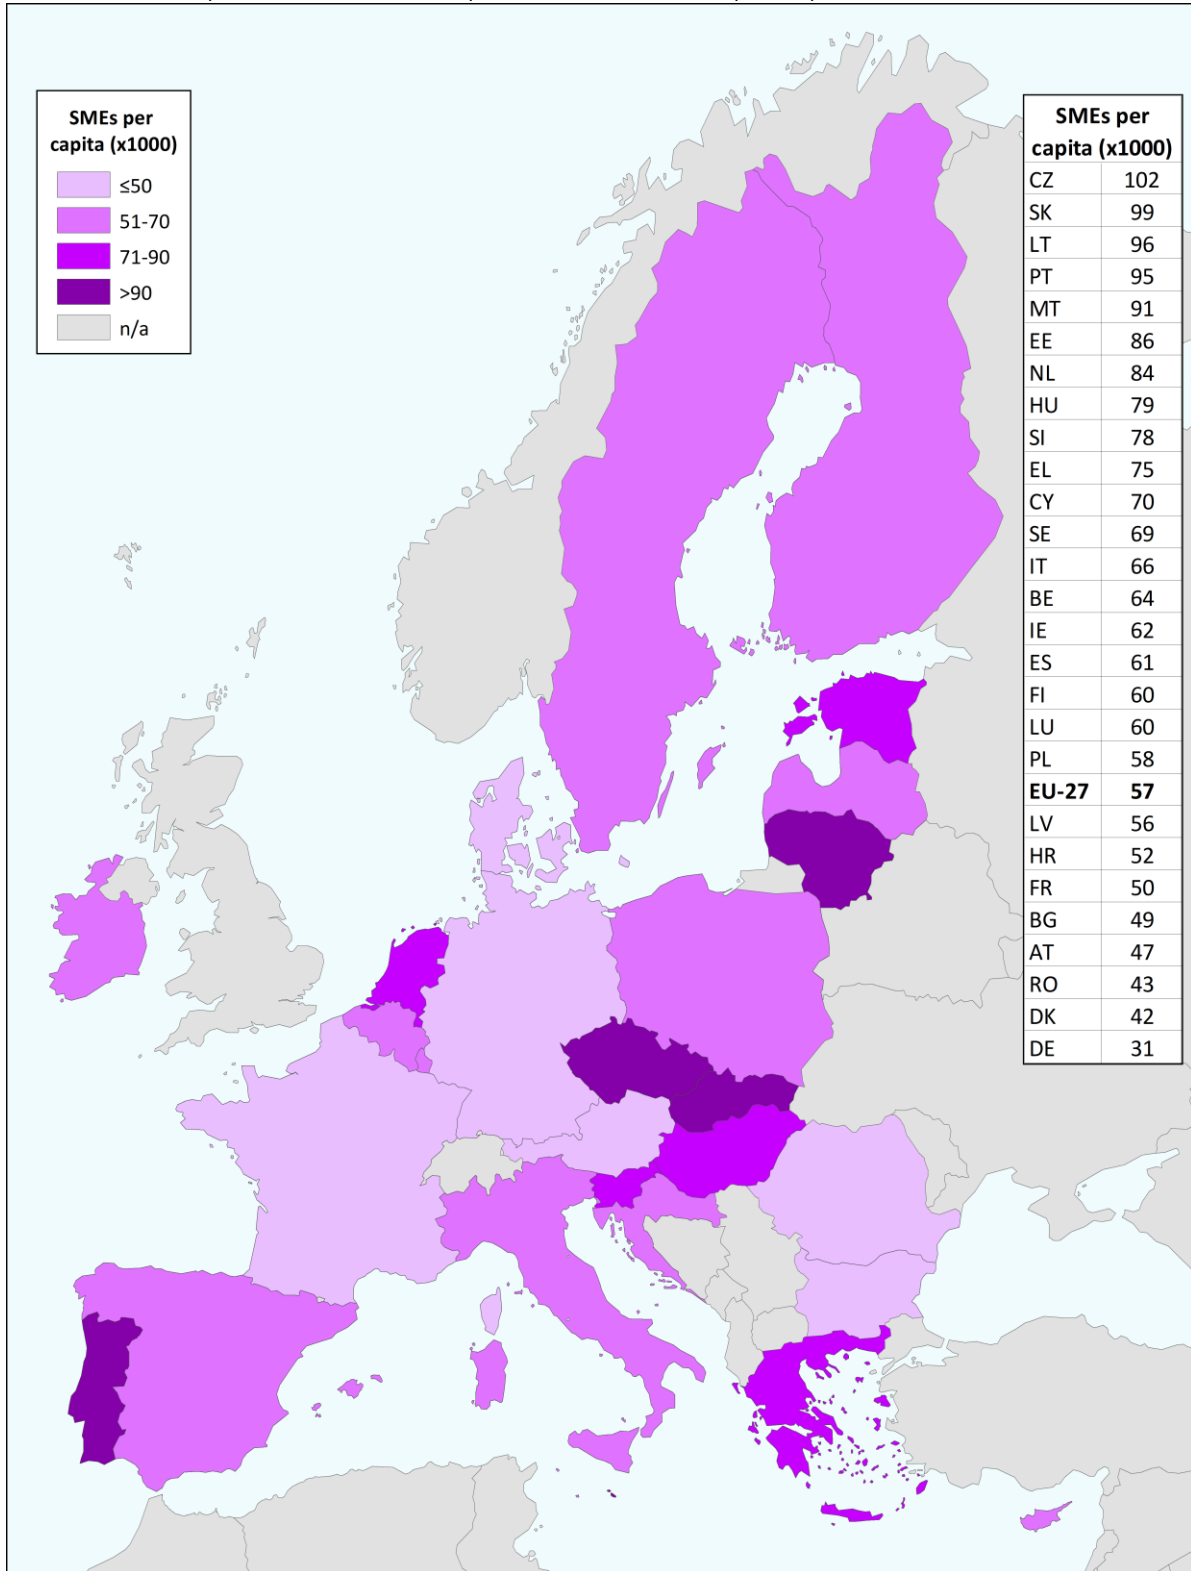 SMEs per
capita (x1000)
≤50
51-70
71-90
>90
n/a
SMEs per
capita (x1000)
CZ 102
SK 99
LT 96
PT 95
MT 91
EE 86
NL 84
HU 79
SI 78
EL 75
CY 70
SE 69
IT 66
BE 64
IE 62
ES 61
FI 60
LU 60
PL 58
EU-27 57
LV 56
HR 52
FR 50
BG 49
AT 47
RO 43
DK 42
DE 31